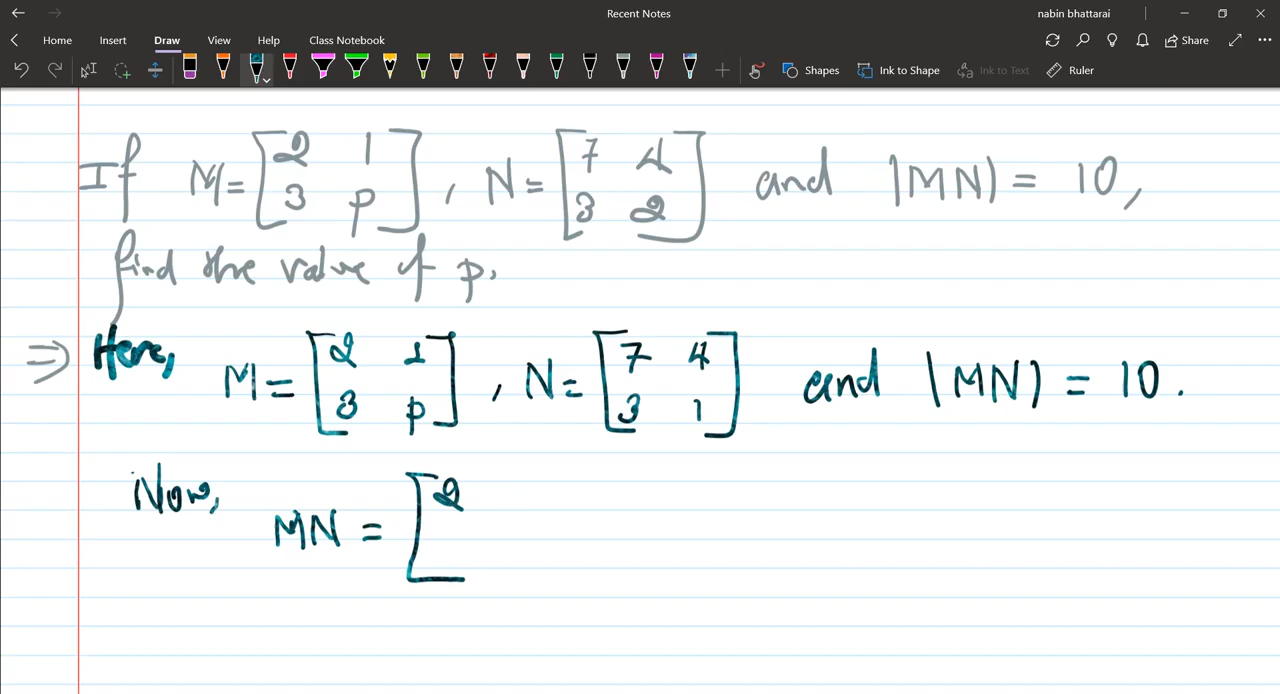 Recent Notes
nabin bhattarai
Home Insert Draw View Help Class Notebook
Share
Shapes Ink to Shape Ink to Text Ruler
If M = [2 1; 3 p], N = [7 4; 3 2] and |MN| = 10,
find the value of p.
⇒ Here, M = [2 1; 3 p], N = [7 4; 3 1] and |MN| = 10.
Now, MN = [2